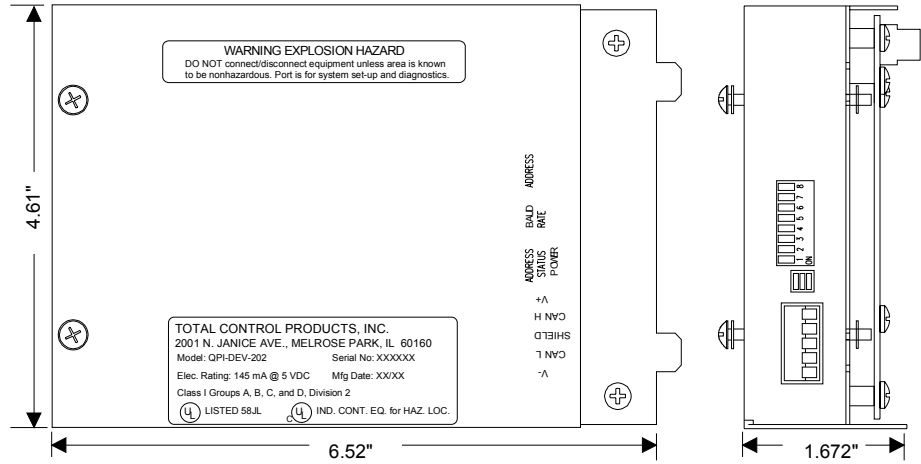 WARNING EXPLOSION HAZARD
DO NOT connect/disconnect equipment unless area is known
to be nonhazardous. Port is for system set-up and diagnostics.
ADDRESS
BAUD
RATE
ADDRESS
STATUS
POWER
V+
CAN H
SHIELD
CAN L
V-
TOTAL CONTROL PRODUCTS, INC.
2001 N. JANICE AVE., MELROSE PARK, IL 60160
Model: QPI-DEV-202 Serial No: XXXXXX
Elec. Rating: 145 mA @ 5 VDC Mfg Date: XX/XX
Class I Groups A, B, C, and D, Division 2
UL LISTED 58JL c UL IND. CONT. EQ. for HAZ. LOC.
4.61"
6.52"
1 2 3 4 5 6 7 8
ON
1.672"